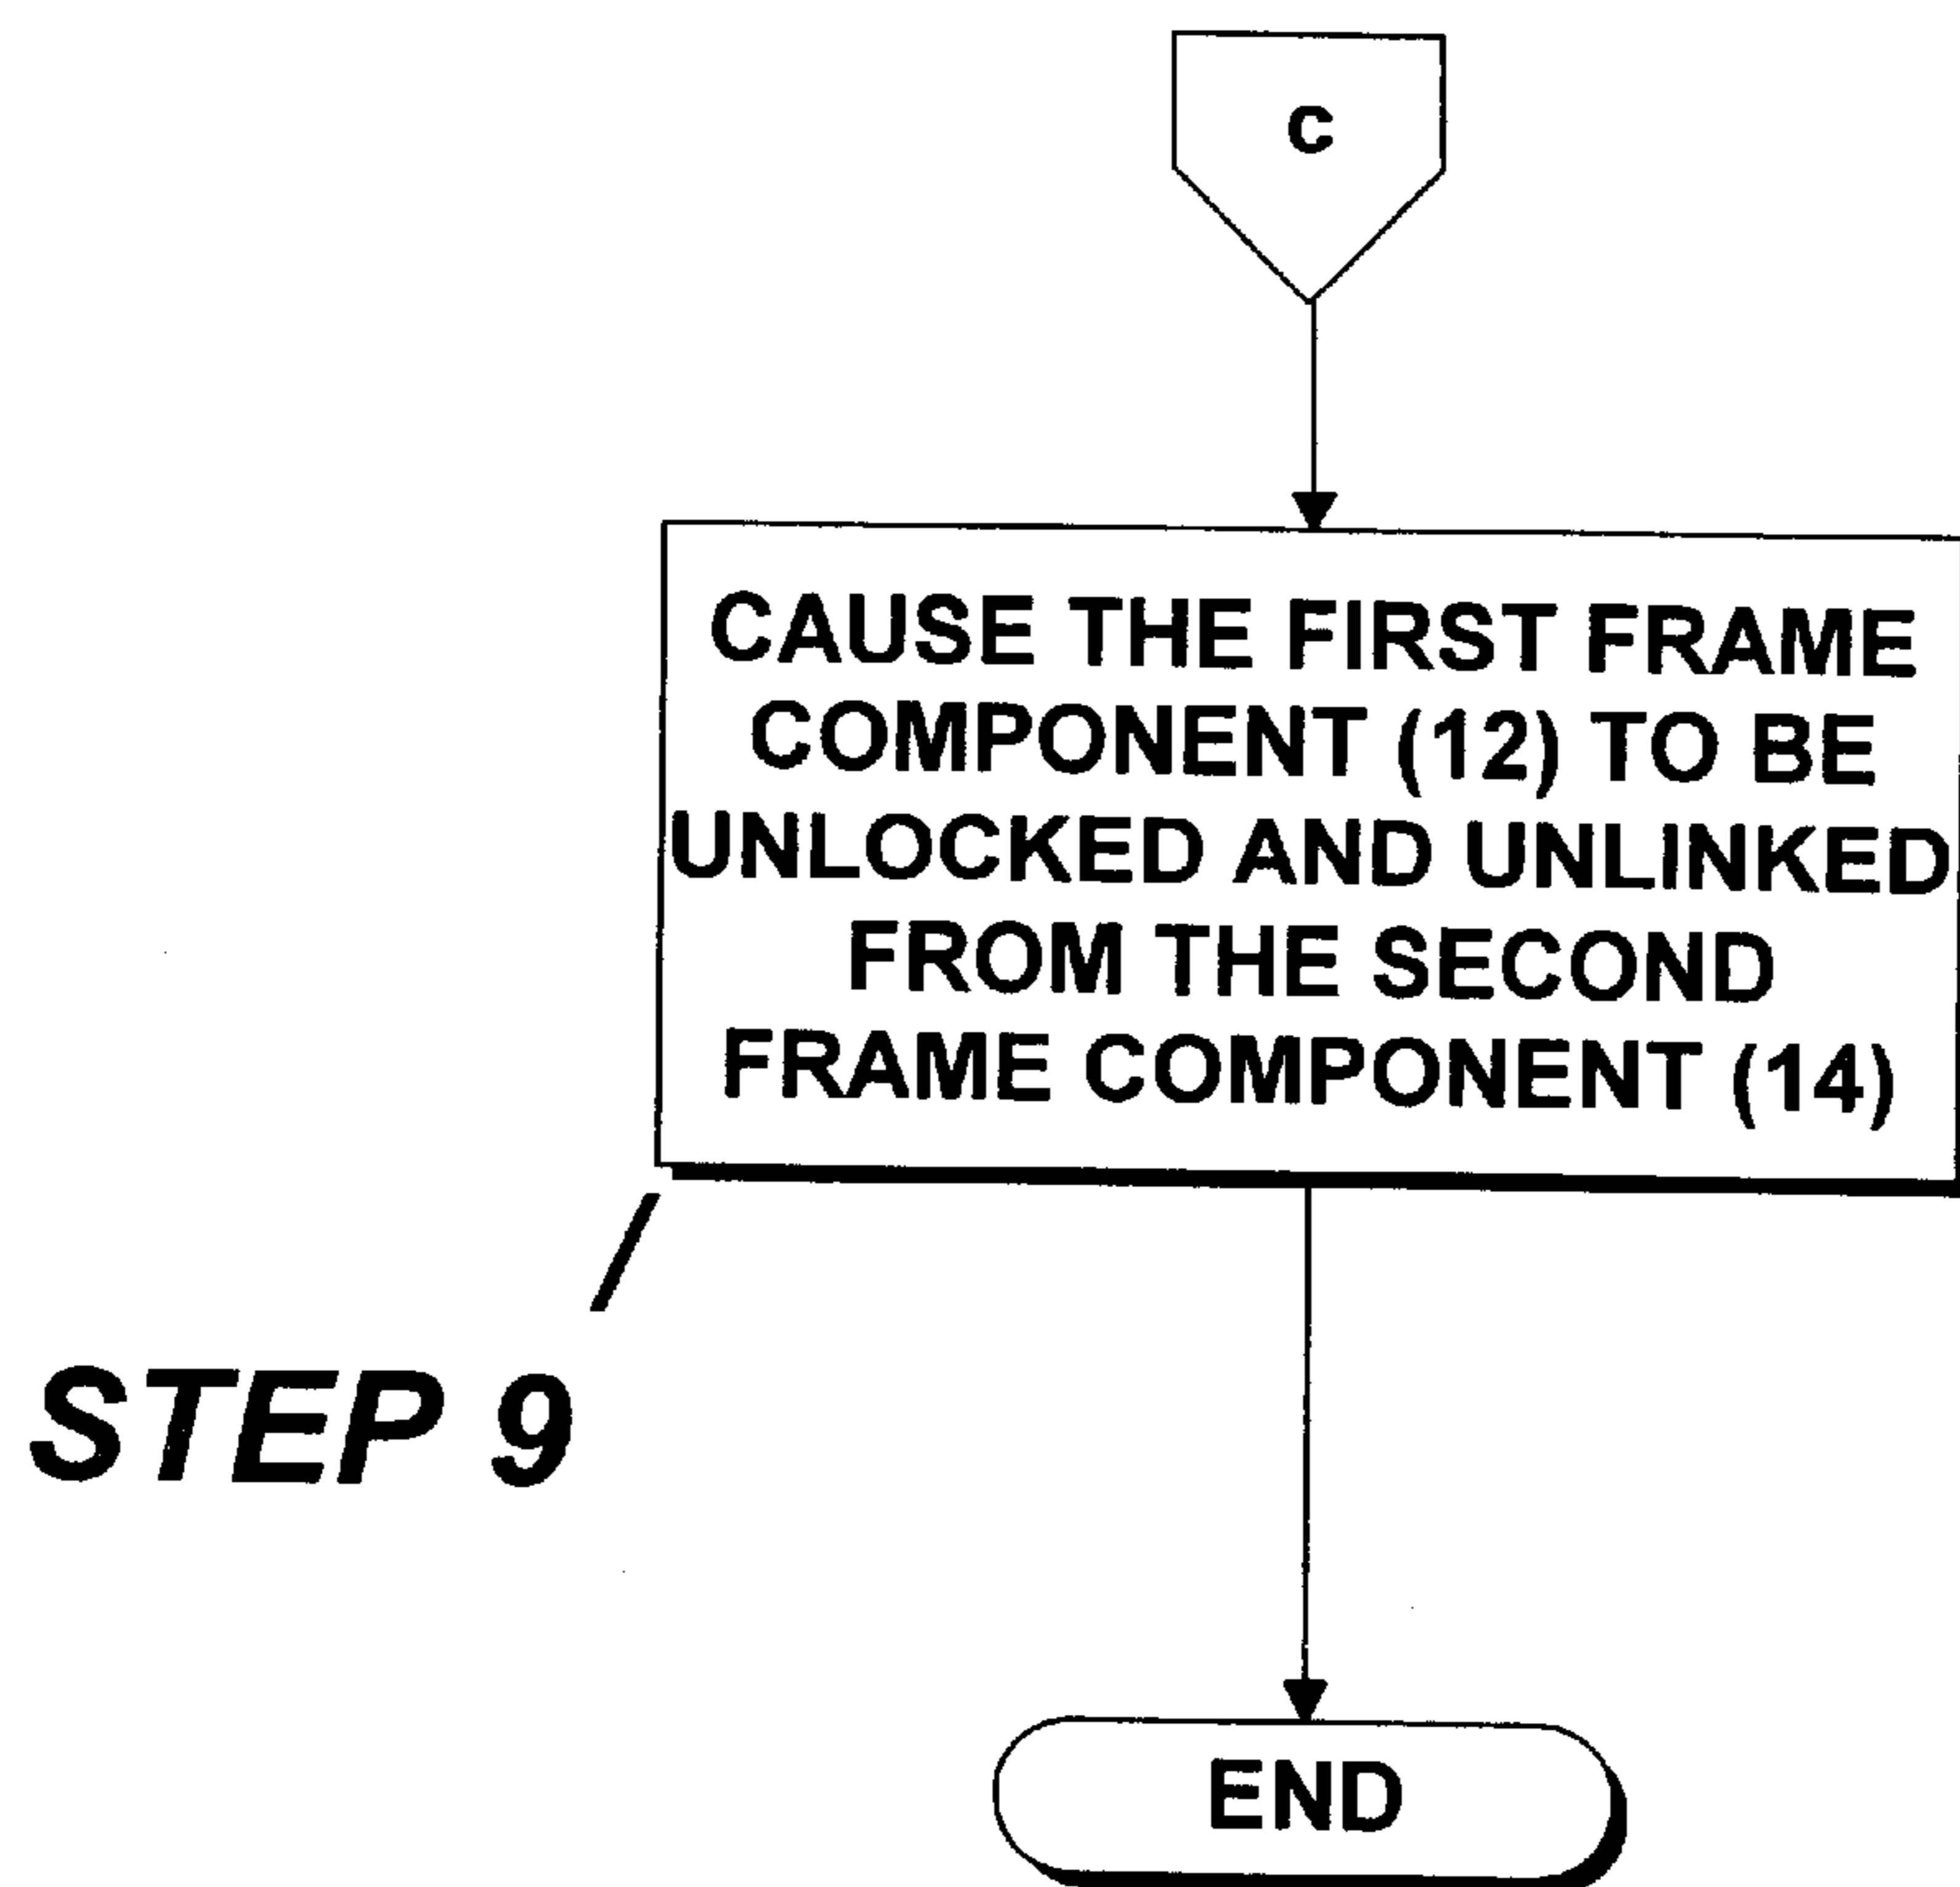 C
CAUSE THE FIRST FRAME
COMPONENT (12) TO BE
UNLOCKED AND UNLINKED
FROM THE SECOND
FRAME COMPONENT (14)
STEP 9
END